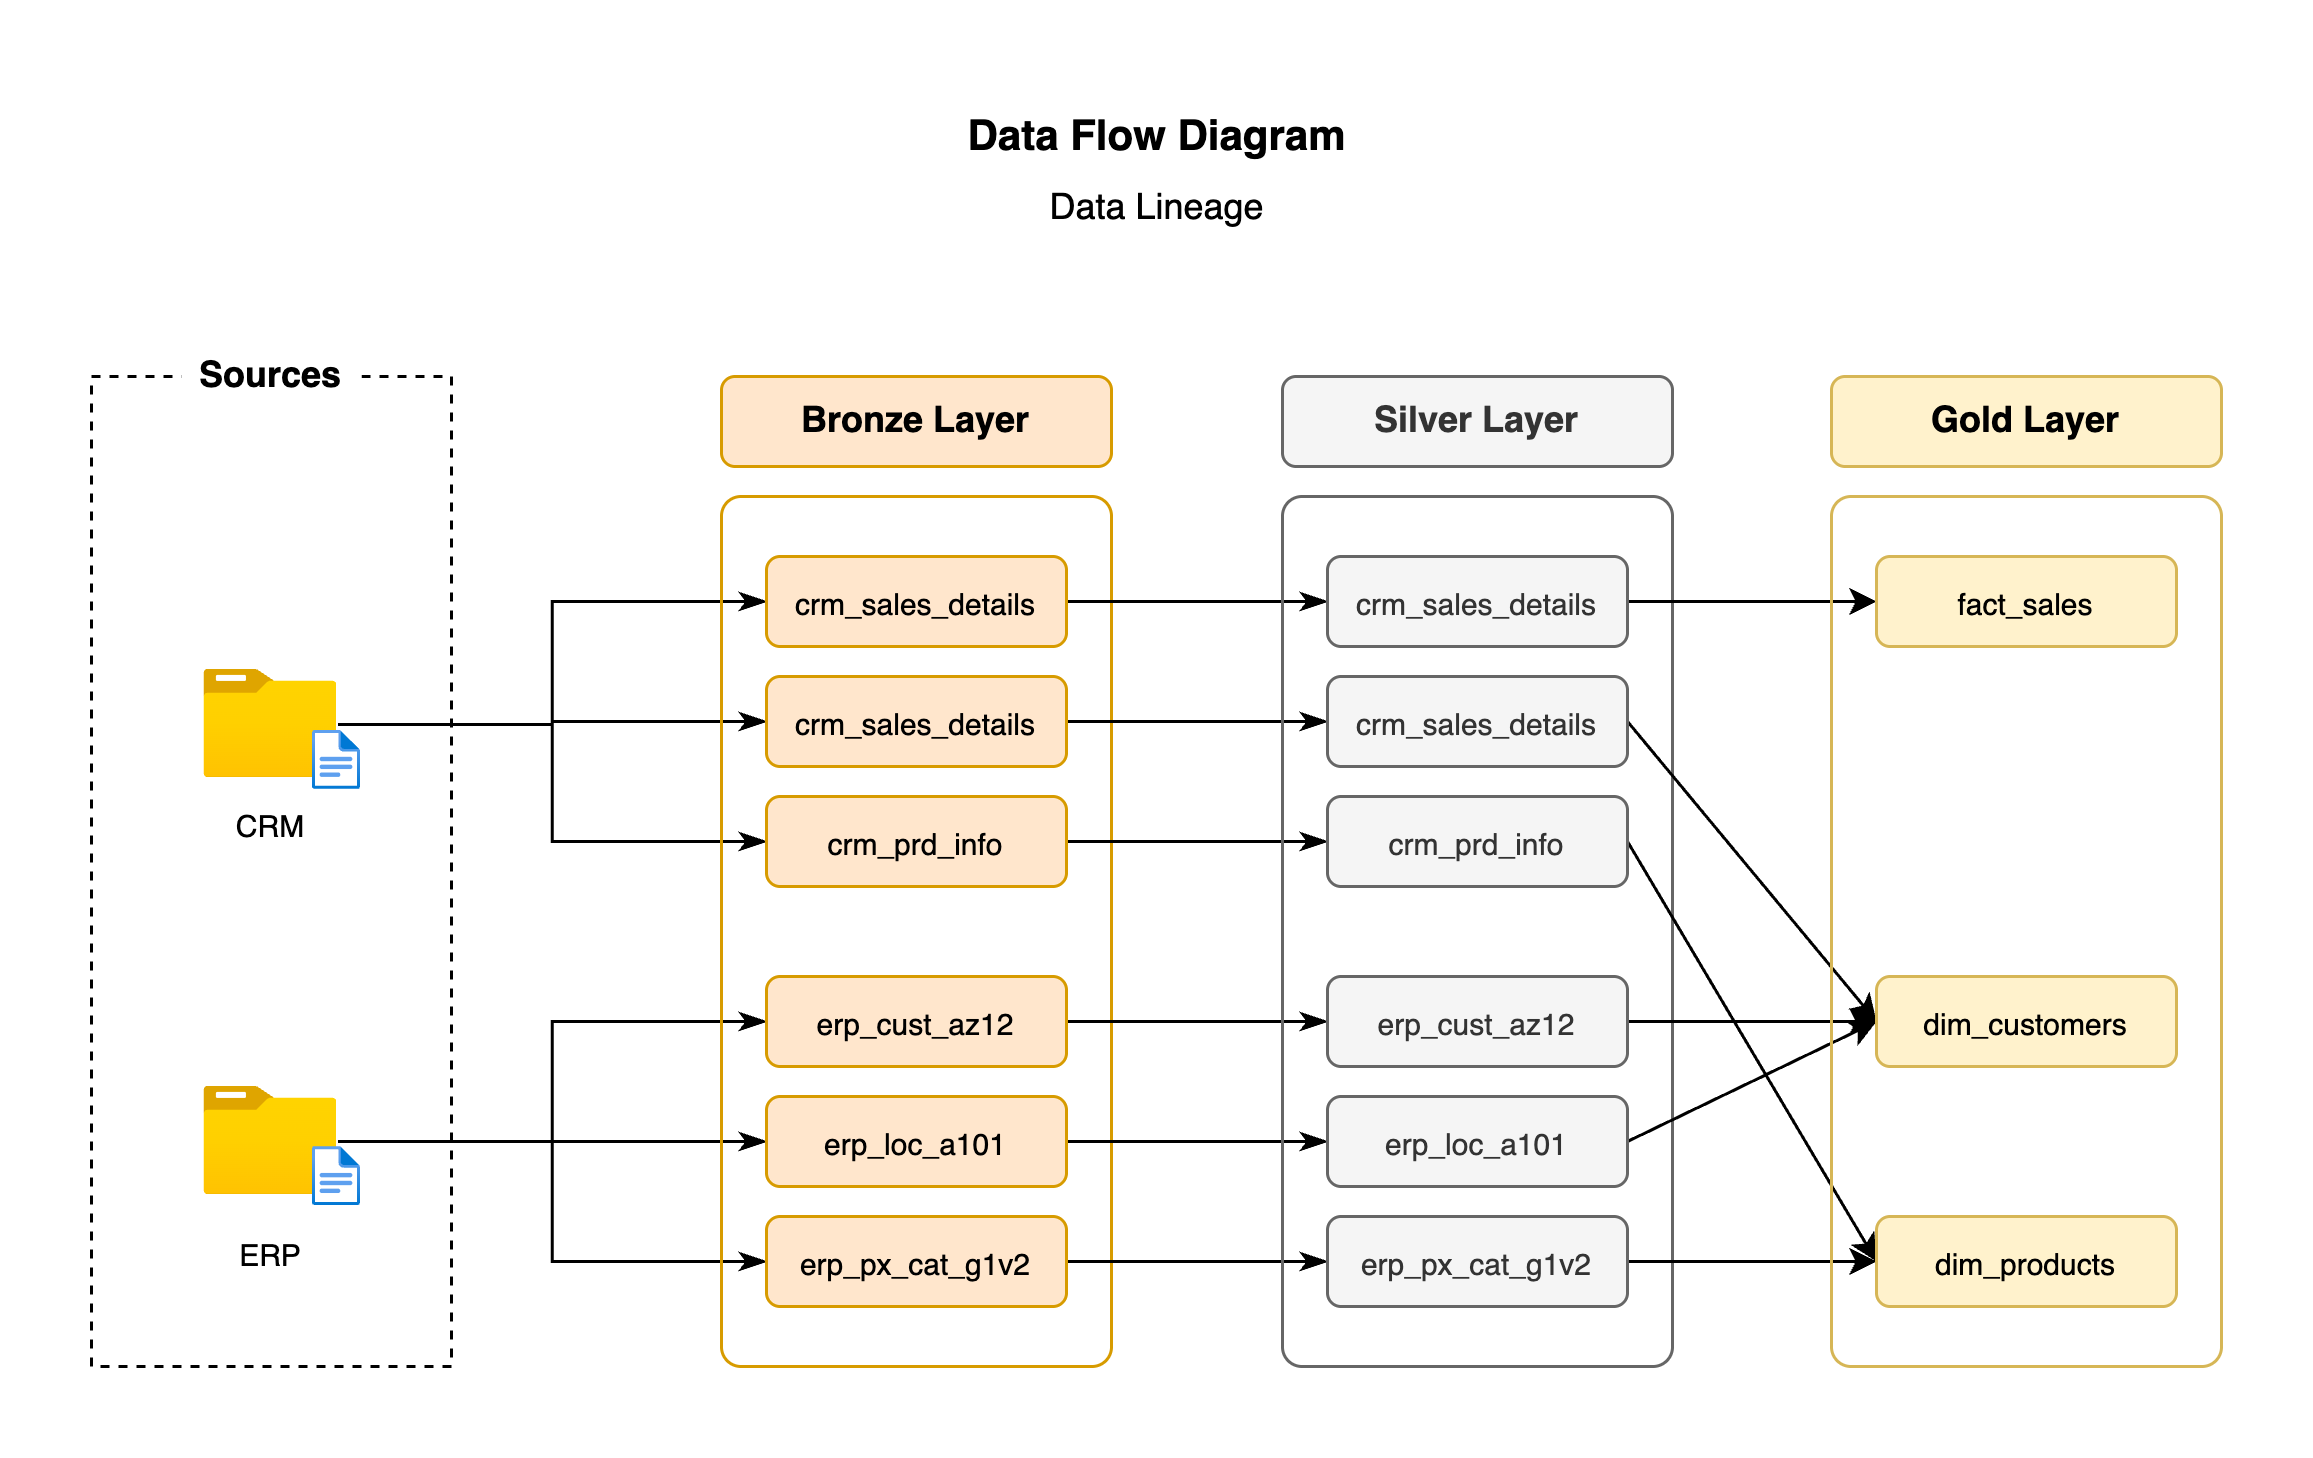 Data Flow Diagram
Data Lineage
Sources
CRM
ERP
Bronze Layer
crm_sales_details
crm_sales_details
crm_prd_info
erp_cust_az12
erp_loc_a101
erp_px_cat_g1v2
Silver Layer
crm_sales_details
crm_sales_details
crm_prd_info
erp_cust_az12
erp_loc_a101
erp_px_cat_g1v2
Gold Layer
fact_sales
dim_customers
dim_products